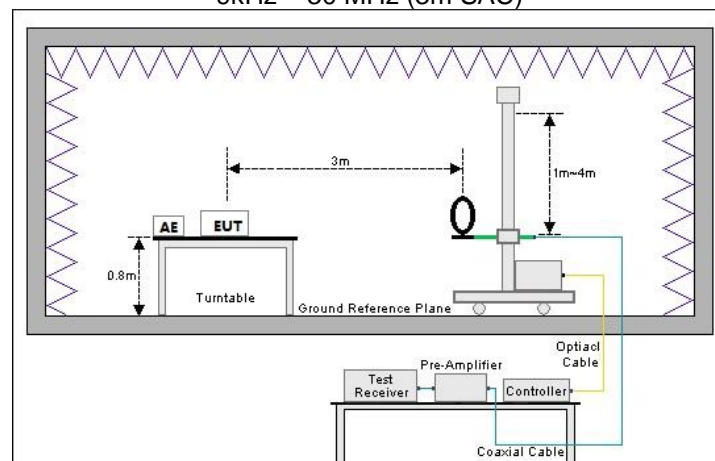 9kHz ~ 30 MHz (3m SAC)
3m
1m~4m
AE
EUT
0.8m
Turntable
Ground Reference Plane
Optiacl
Cable
Pre-Amplifier
Test
Receiver
Controller
Coaxial Cable